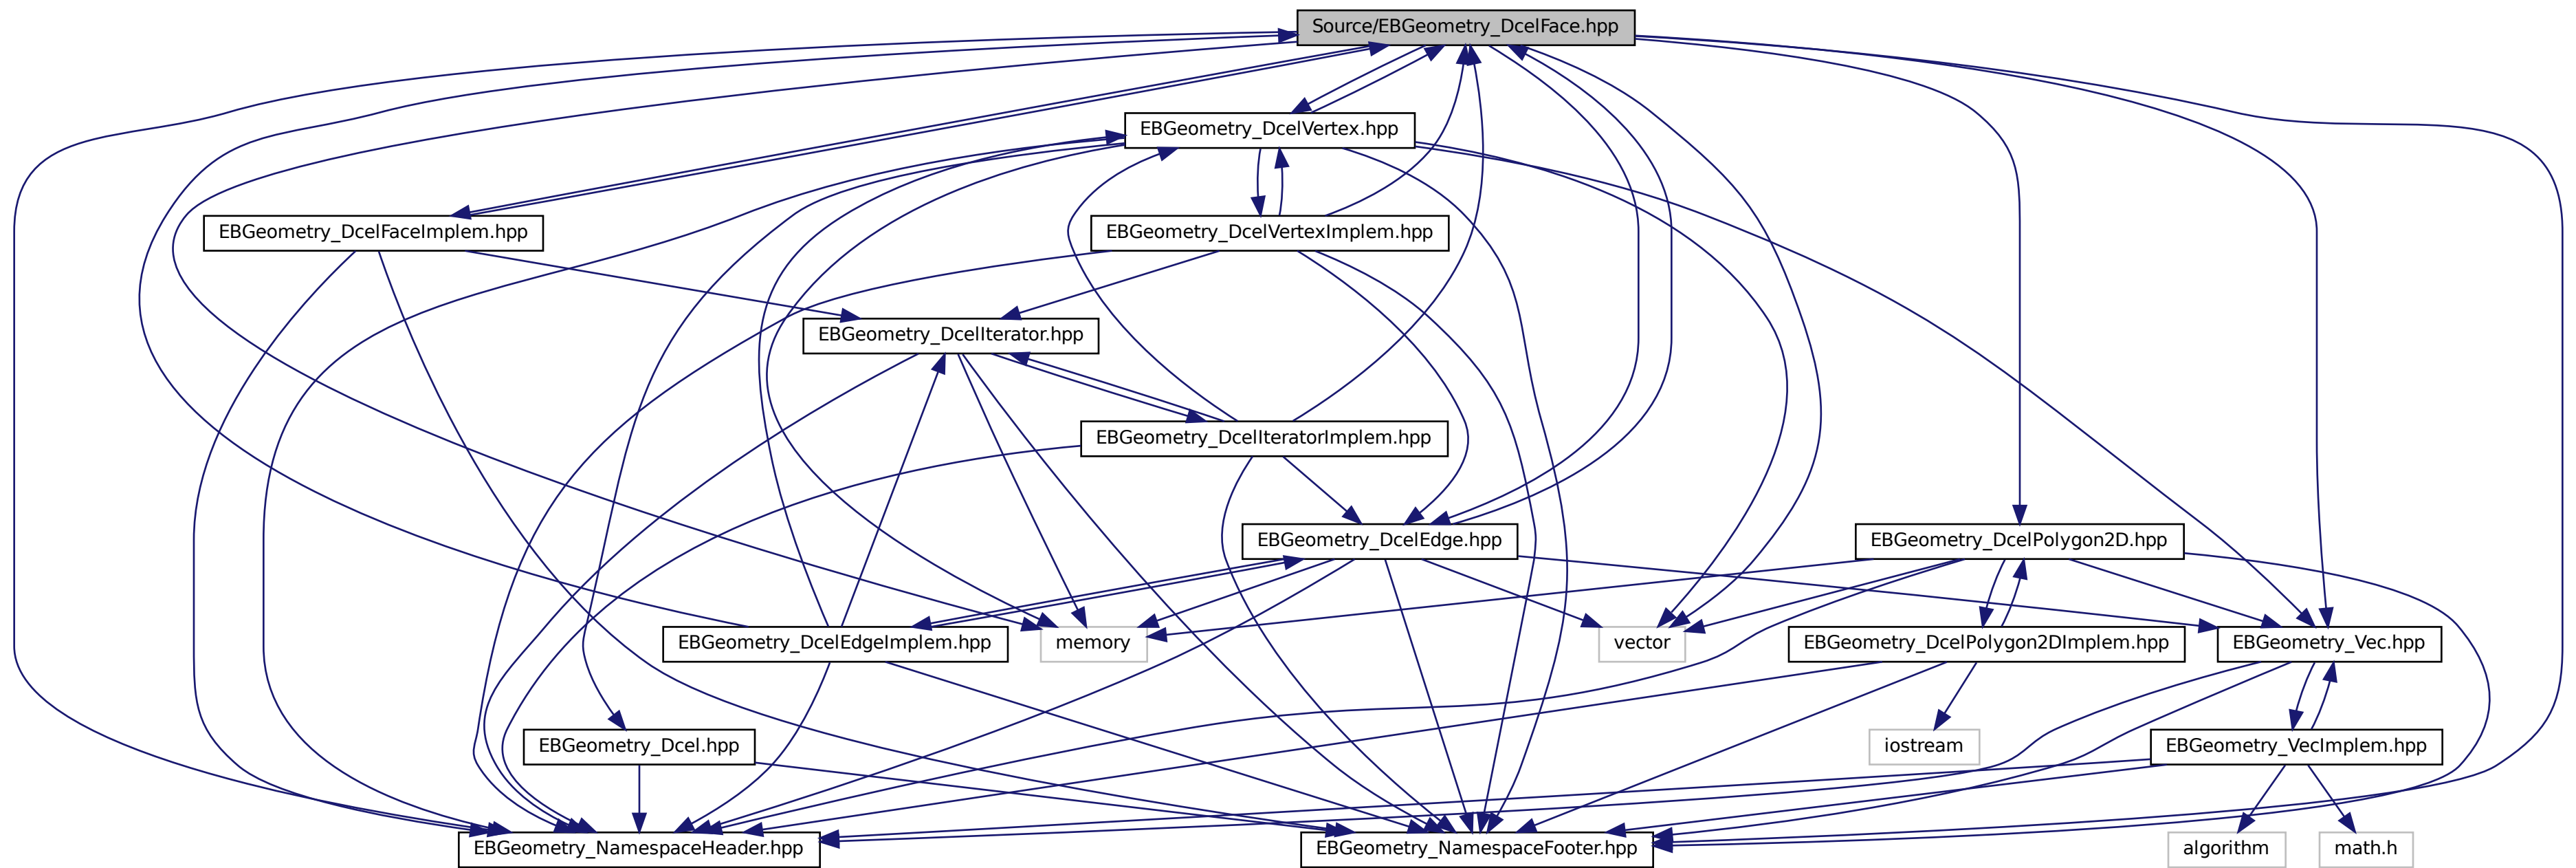 Source/EBGeometry_DcelFace.hpp
EBGeometry_DcelVertex.hpp
EBGeometry_DcelFaceImplem.hpp
EBGeometry_DcelVertexImplem.hpp
EBGeometry_DcelIterator.hpp
EBGeometry_DcelIteratorImplem.hpp
EBGeometry_DcelEdge.hpp
EBGeometry_DcelPolygon2D.hpp
EBGeometry_DcelEdgeImplem.hpp
memory
vector
EBGeometry_DcelPolygon2DImplem.hpp
EBGeometry_Vec.hpp
EBGeometry_Dcel.hpp
iostream
EBGeometry_VecImplem.hpp
EBGeometry_NamespaceHeader.hpp
EBGeometry_NamespaceFooter.hpp
algorithm
math.h